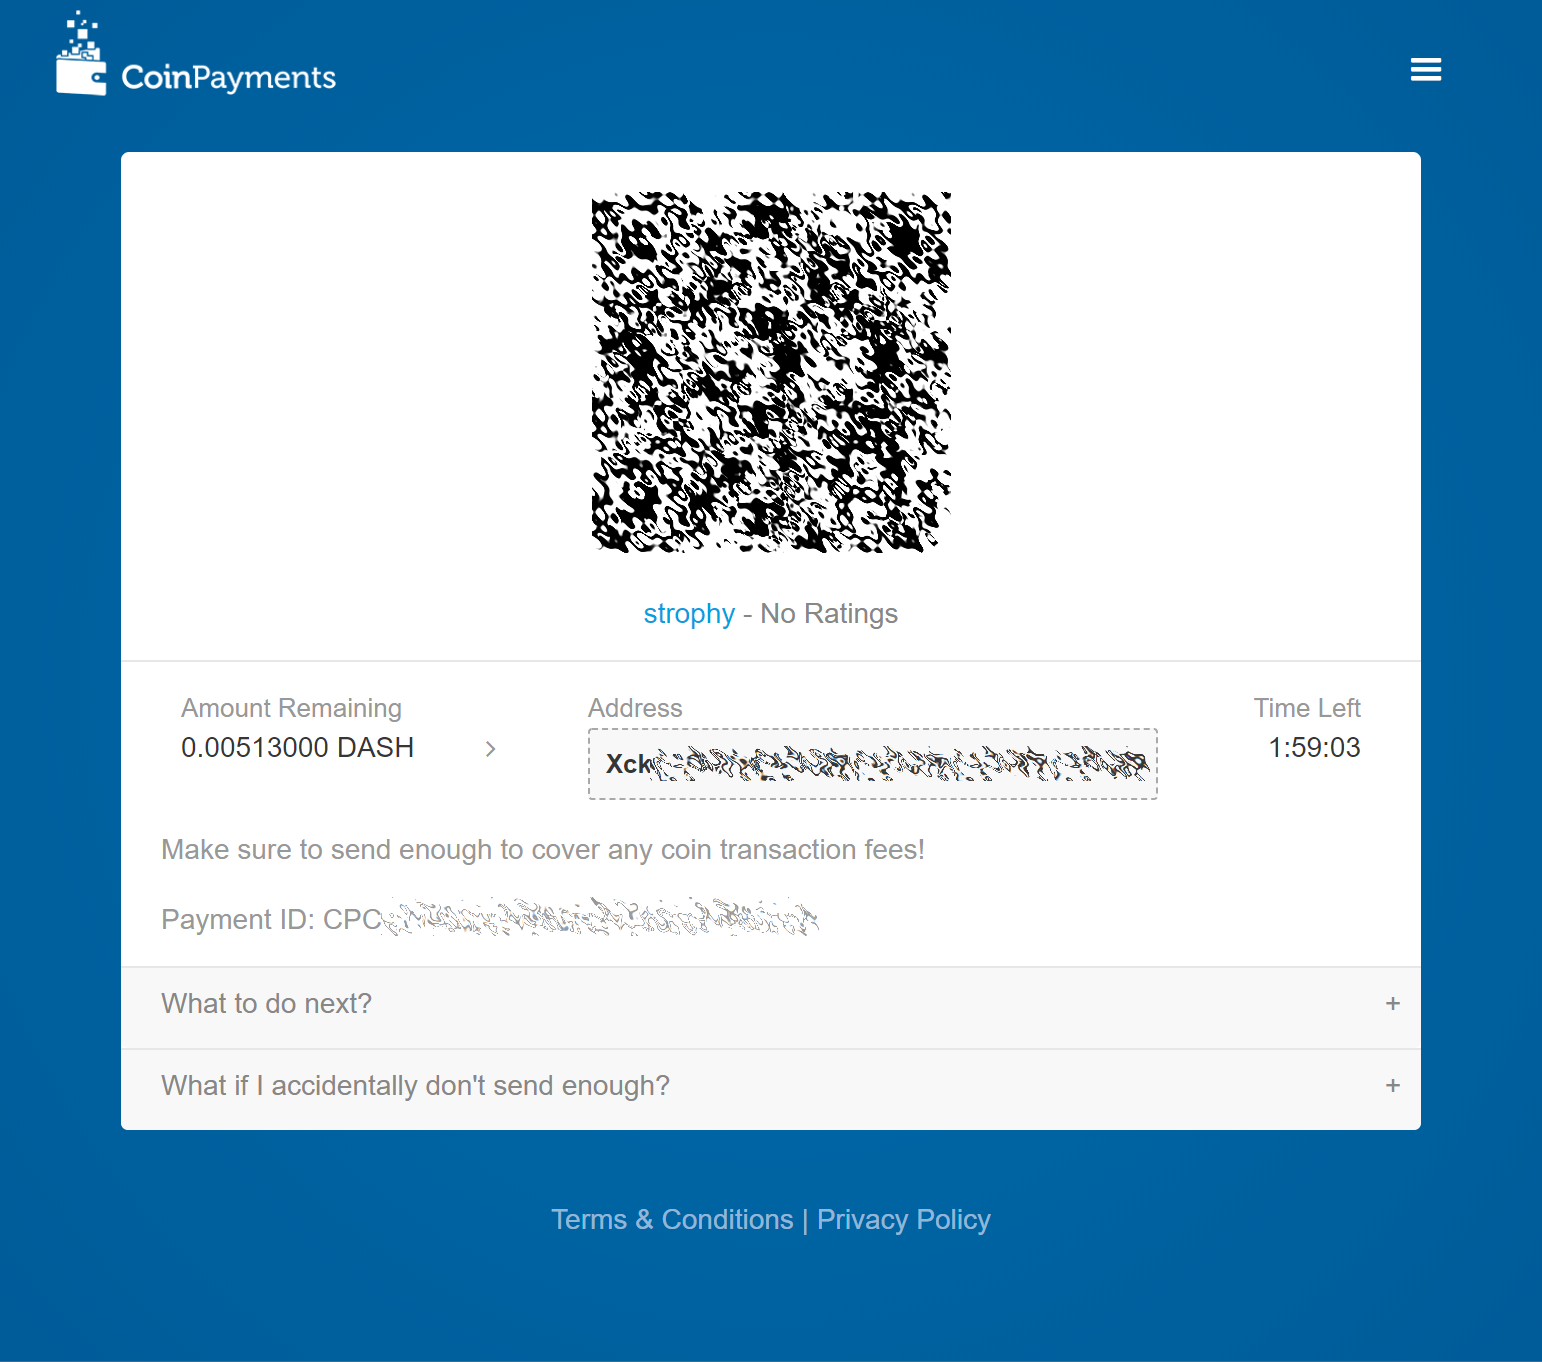 CoinPayments
strophy - No Ratings
Amount Remaining
0.00513000 DASH
Address
Xck
Time Left
1:59:03
Make sure to send enough to cover any coin transaction fees!
Payment ID: CPC
What to do next?
+
What if I accidentally don't send enough?
+
Terms & Conditions | Privacy Policy